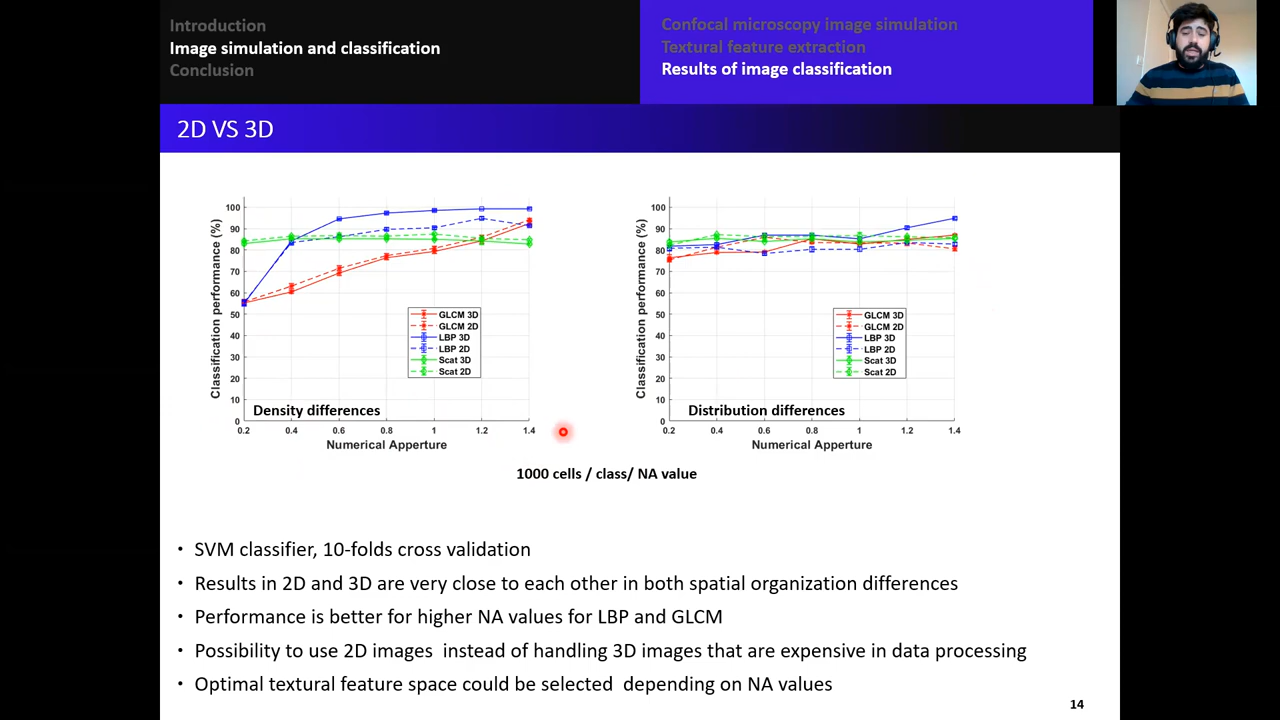 Introduction
Image simulation and classification
Conclusion
Confocal microscopy image simulation
Textural feature extraction
Results of image classification
2D VS 3D
Classification performance (%)
100
90
80
70
60
50
40
30
20
10
0
0.2 0.4 0.6 0.8 1 1.2 1.4
Numerical Apperture
GLCM 3D
GLCM 2D
LBP 3D
LBP 2D
Scat 3D
Scat 2D
Density differences
Classification performance (%)
100
90
80
70
60
50
40
30
20
10
0
0.2 0.4 0.6 0.8 1 1.2 1.4
Numerical Apperture
GLCM 3D
GLCM 2D
LBP 3D
LBP 2D
Scat 3D
Scat 2D
Distribution differences
1000 cells / class/ NA value
• SVM classifier, 10-folds cross validation
• Results in 2D and 3D are very close to each other in both spatial organization differences
• Performance is better for higher NA values for LBP and GLCM
• Possibility to use 2D images instead of handling 3D images that are expensive in data processing
• Optimal textural feature space could be selected depending on NA values
14